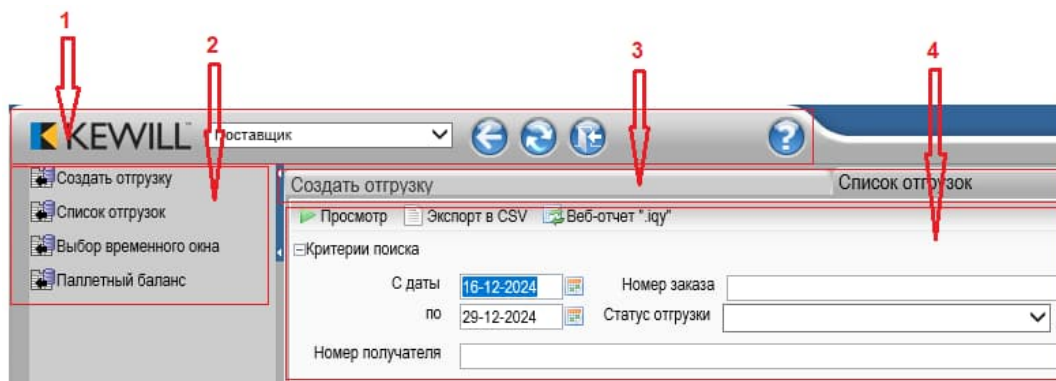 1
2
3
4
KEWILL™ Поставщик ?
Создать отгрузку
Список отгрузок
Выбор временного окна
Паллетный баланс
Создать отгрузку Список отгрузок
Просмотр Экспорт в CSV Веб-отчет ".iqy"
Критерии поиска
С даты 16-12-2024 Номер заказа
по 29-12-2024 Статус отгрузки
Номер получателя